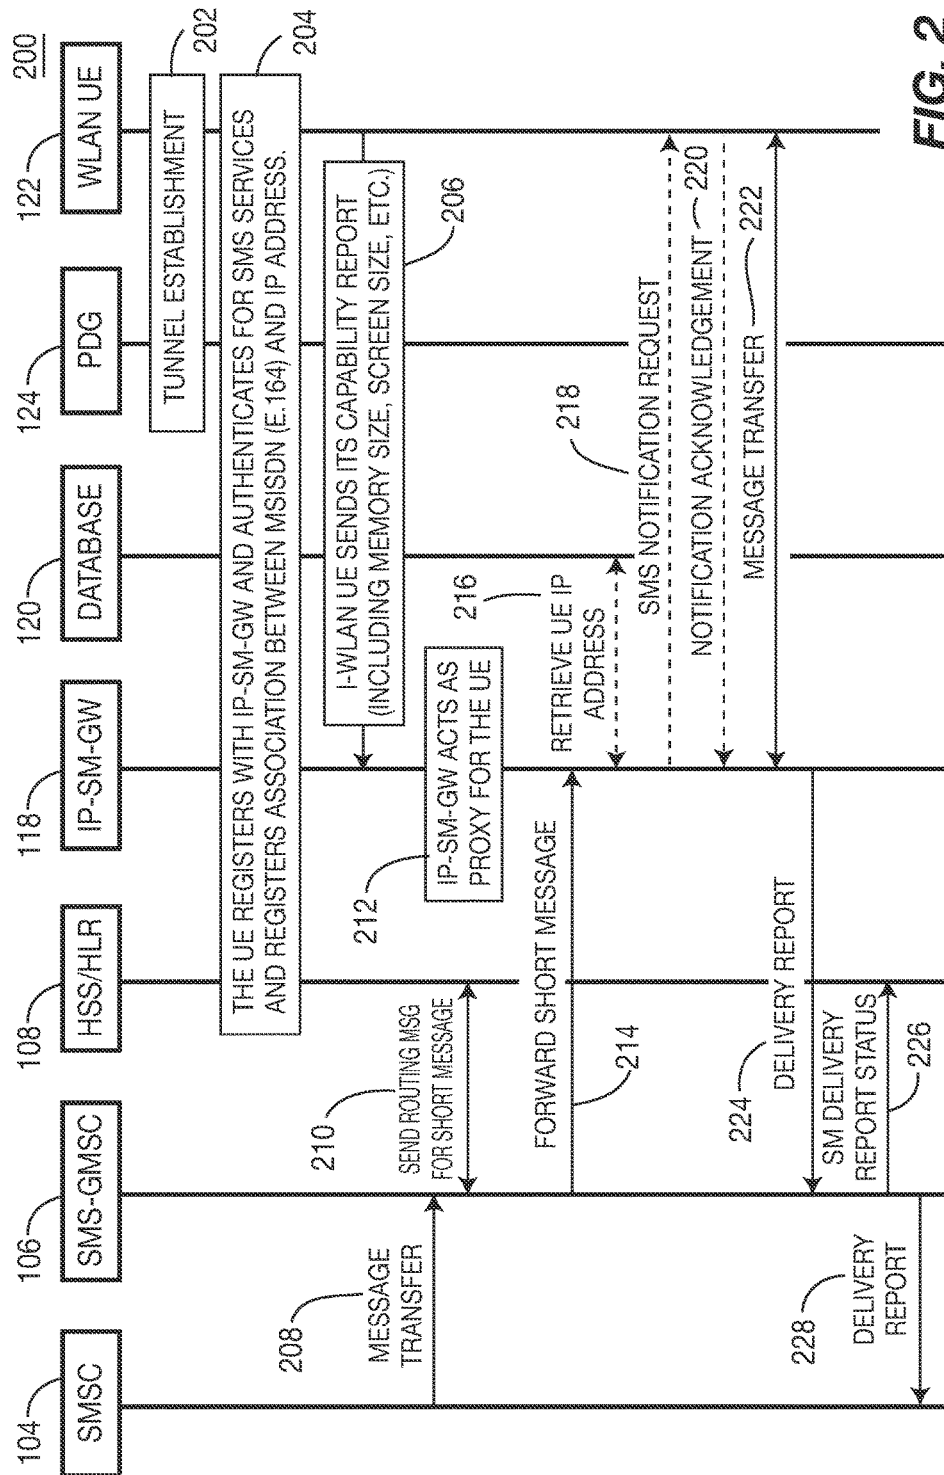 200
104
106
108
118
120
124
122
SMSC
SMS-GMSC
HSS/HLR
IP-SM-GW
DATABASE
PDG
WLAN UE
TUNNEL ESTABLISHMENT
202
THE UE REGISTERS WITH IP-SM-GW AND AUTHENTICATES FOR SMS SERVICES
AND REGISTERS ASSOCIATION BETWEEN MSISDN (E.164) AND IP ADDRESS.
204
I-WLAN UE SENDS ITS CAPABILITY REPORT
(INCLUDING MEMORY SIZE, SCREEN SIZE, ETC.)
206
208
MESSAGE
TRANSFER
210
SEND ROUTING MSG
FOR SHORT MESSAGE
212
IP-SM-GW ACTS AS
PROXY FOR THE UE
FORWARD SHORT MESSAGE
214
216
RETRIEVE UE IP
ADDRESS
218
SMS NOTIFICATION REQUEST
NOTIFICATION ACKNOWLEDGEMENT
220
MESSAGE TRANSFER
222
224
DELIVERY REPORT
SM DELIVERY
REPORT STATUS
226
228
DELIVERY
REPORT
FIG. 2